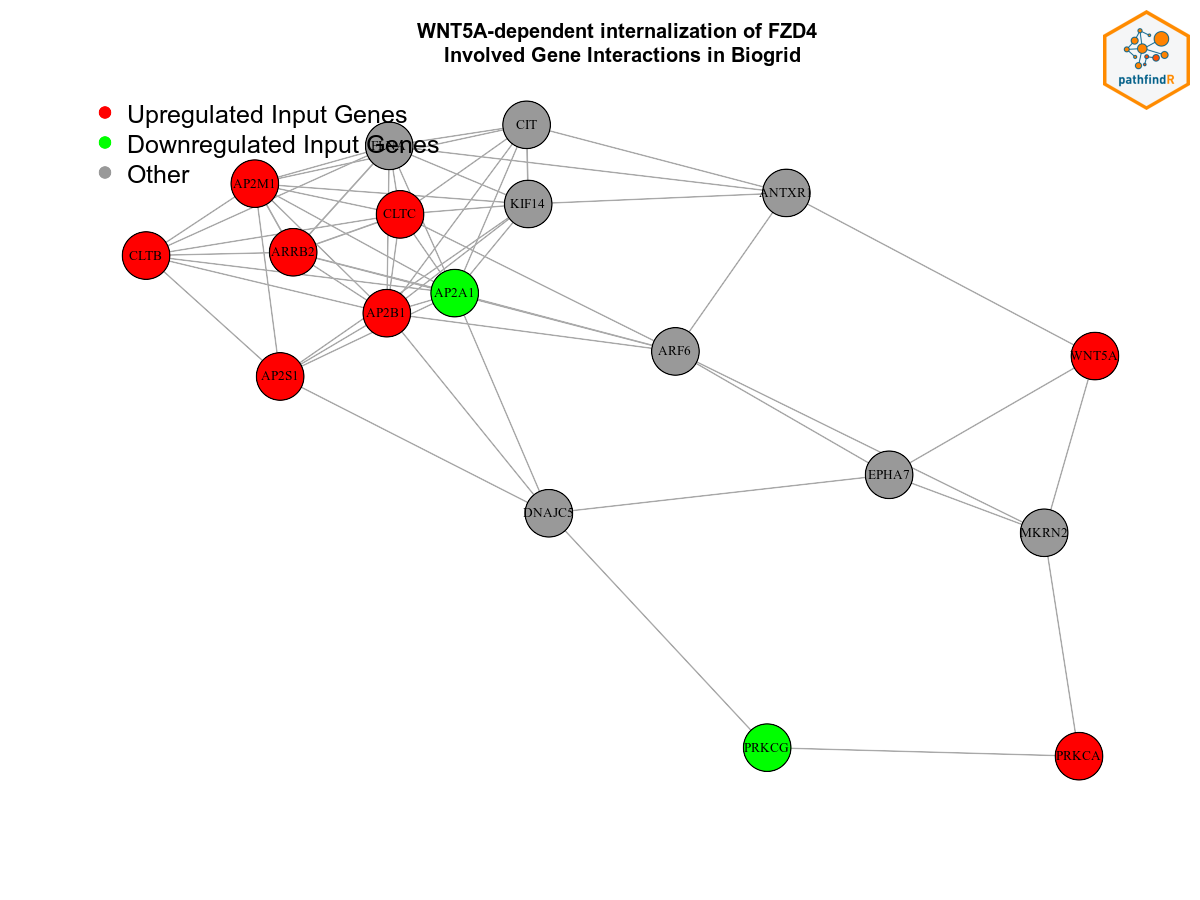 WNT5A-dependent internalization of FZD4
Involved Gene Interactions in Biogrid
pathfindR
Upregulated Input Genes
Downregulated Input Genes
Other
CIT
AP2M1
ANTXR1
KIF14
CLTC
ARRB2
CLTB
AP2A1
AP2B1
ARF6
WNT5A
AP2S1
EPHA7
DNAJC5
MKRN2
PRKCG
PRKCA